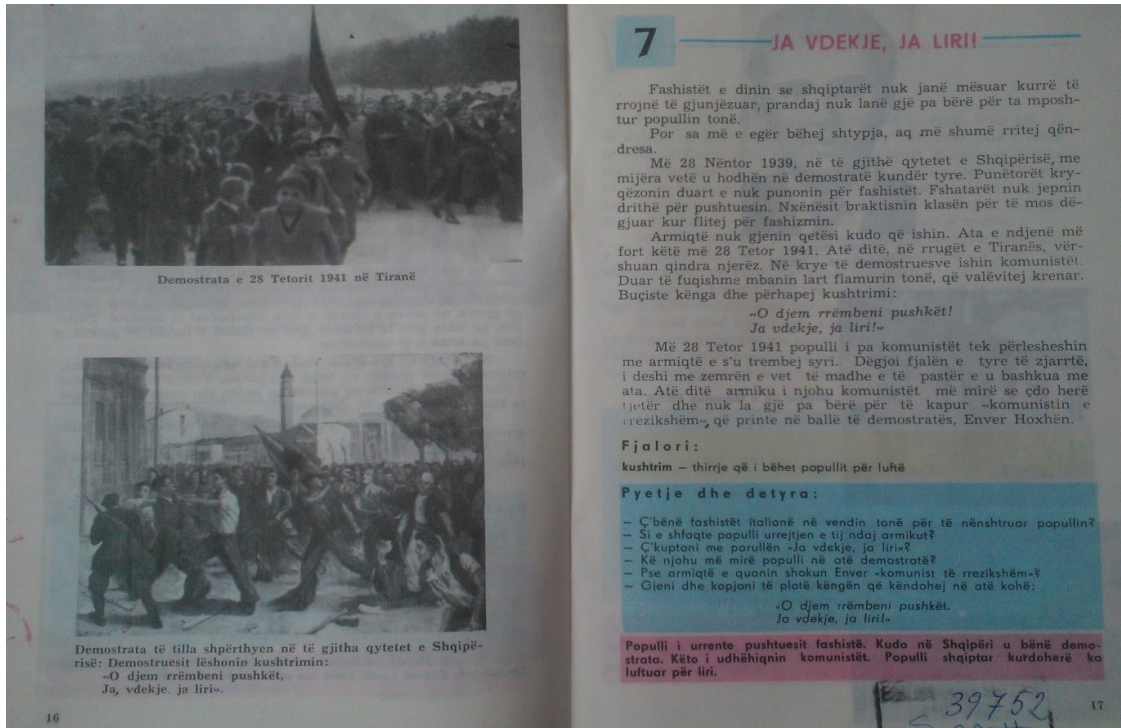 Demostrata e 28 Tetorit 1941 në Tiranë
Demostrata të tilla shpërthyen në të gjitha qytetet e Shqipë-
risë: Demostruesit lëshonin kushtrimin:
«O djem rrëmbeni pushkët,
Ja, vdekje, ja liri».
16
7
JA VDEKJE, JA LIRI!
Fashistët e dinin se shqiptarët nuk janë mësuar kurrë të
rrojnë të gjunjëzuar, prandaj nuk lanë gjë pa bërë për ta mposh-
tur popullin tonë.
Por sa më e egër bëhej shtypja, aq më shumë rritej qën-
dresa.
Më 28 Nëntor 1939, në të gjithë qytetet e Shqipërisë, me
mijëra vetë u hodhën në demostratë kundër tyre. Punëtorët kry-
qëzonin duart e nuk punonin për fashistët. Fshatarët nuk jepnin
drithë për pushtuesin. Nxënësit braktisnin klasën për të mos dë-
gjuar kur flitej për fashizmin.
Armiqtë nuk gjenin qetësi kudo që ishin. Ata e ndjenë më
fort këtë më 28 Tetor 1941. Atë ditë, në rrugët e Tiranës, vër-
shuan qindra njerëz. Në krye të demostruesve ishin komunistët.
Duar të fuqishme mbanin lart flamurin tonë, që valëvitej krenar.
Buçiste kënga dhe përhapej kushtrimi:
«O djem rrëmbeni pushkët!
Ja vdekje, ja liri!»
Më 28 Tetor 1941 populli i pa komunistët tek përlesheshin
me armiqtë e s'u trembej syri. Dëgjoi fjalën e tyre të zjarrtë,
i deshi me zemrën e vet të madhe e të pastër e u bashkua me
ata. Atë ditë armiku i njohu komunistët më mirë se çdo herë
tjetër dhe nuk la gjë pa bërë për të kapur «komunistin e
rrezikshëm», që printe në ballë të demostratës, Enver Hoxhën.
Fjalori:
kushtrim — thirrje që i bëhet popullit për luftë
Pyetje dhe detyra:
— Ç'bënë fashistët italianë në vendin tonë për të nënshtruar popullin?
— Si e shfaqte populli urrejtjen e tij ndaj armikut?
— Ç'kuptoni me parullën «Ja vdekje, ja liri»?
— Kë njohu më mirë populli në atë demostratë?
— Pse armiqtë e quanin shokun Enver «komunist të rrezikshëm»?
— Gjeni dhe kopjoni të plotë këngën që këndohej në atë kohë:
«O djem rrëmbeni pushkët.
Ja vdekje, ja liri!»
Populli i urrente pushtuesit fashistë. Kudo në Shqipëri u bënë demo-
strata. Këto i udhëhiqnin komunistët. Populli shqiptar kurdoherë ka
luftuar për liri.
39752
17